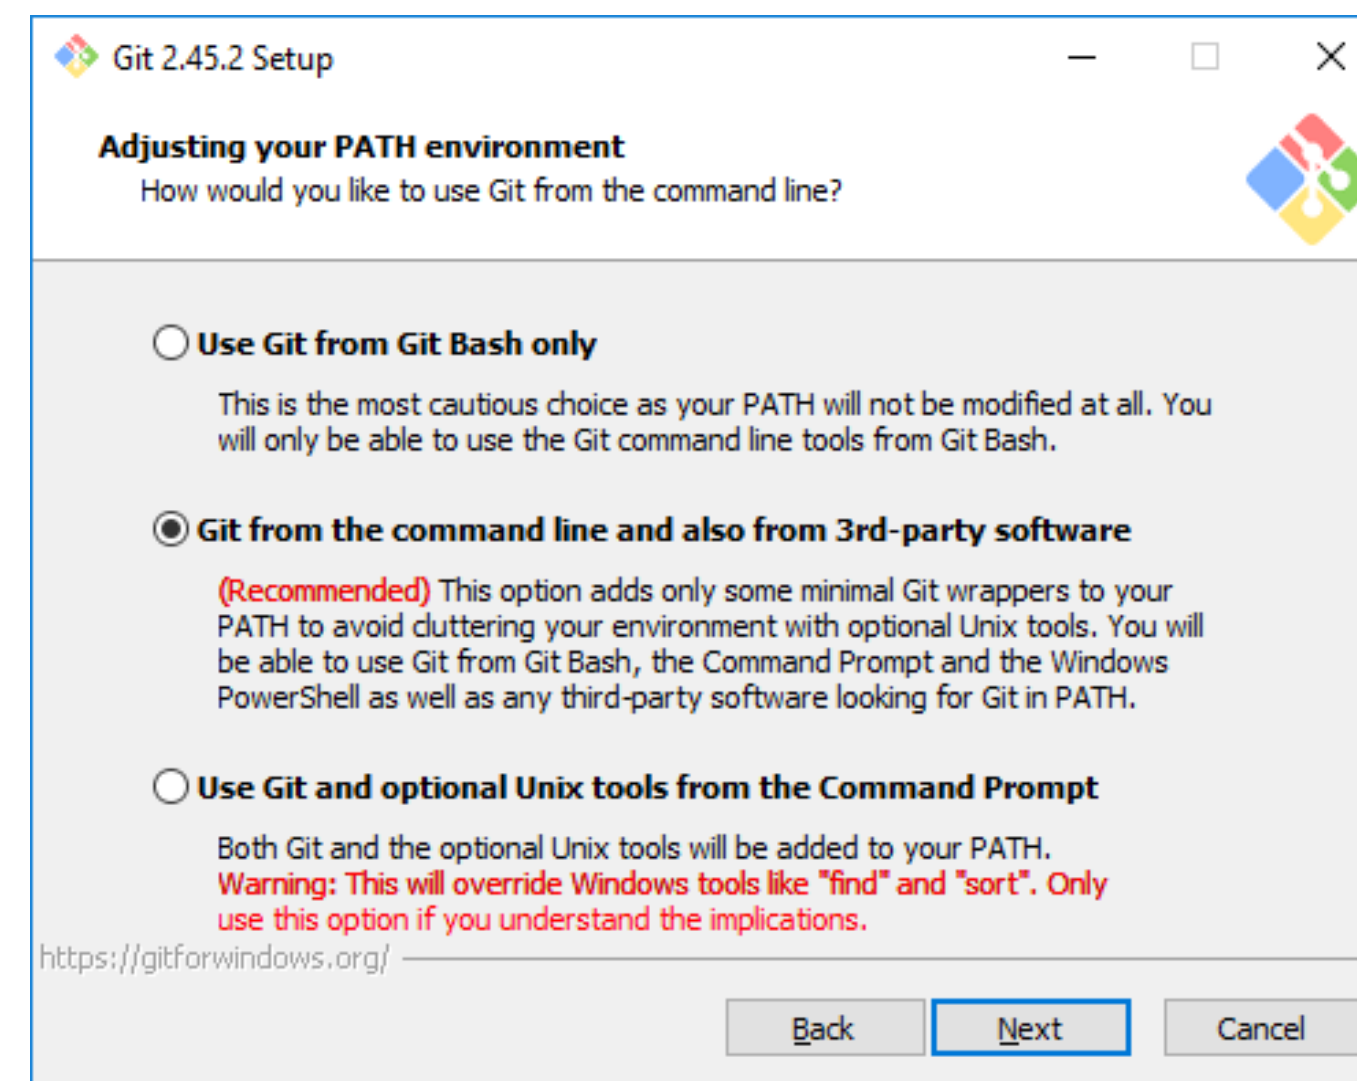 Git 2.45.2 Setup
Adjusting your PATH environment
How would you like to use Git from the command line?
Use Git from Git Bash only
This is the most cautious choice as your PATH will not be modified at all. You
will only be able to use the Git command line tools from Git Bash.
Git from the command line and also from 3rd-party software
(Recommended) This option adds only some minimal Git wrappers to your
PATH to avoid cluttering your environment with optional Unix tools. You will
be able to use Git from Git Bash, the Command Prompt and the Windows
PowerShell as well as any third-party software looking for Git in PATH.
Use Git and optional Unix tools from the Command Prompt
Both Git and the optional Unix tools will be added to your PATH.
Warning: This will override Windows tools like "find" and "sort". Only
use this option if you understand the implications.
https://gitforwindows.org/
Back Next Cancel